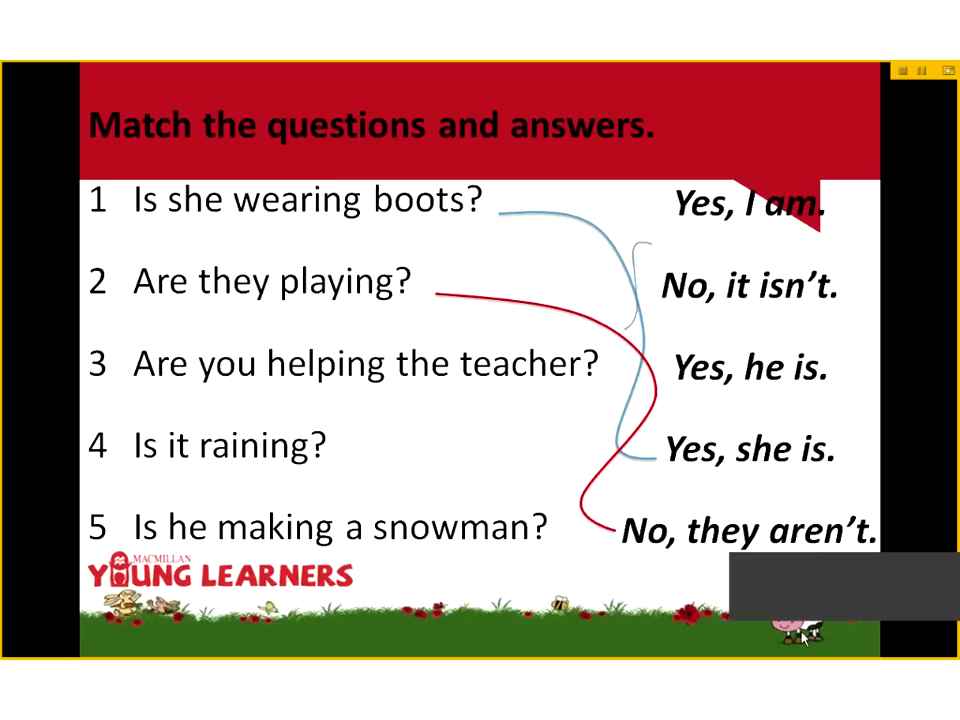 Match the questions and answers.
1 Is she wearing boots? Yes, I am.
2 Are they playing? No, it isn't.
3 Are you helping the teacher? Yes, he is.
4 Is it raining? Yes, she is.
5 Is he making a snowman? No, they aren't.
MACMILLAN
YOUNG LEARNERS